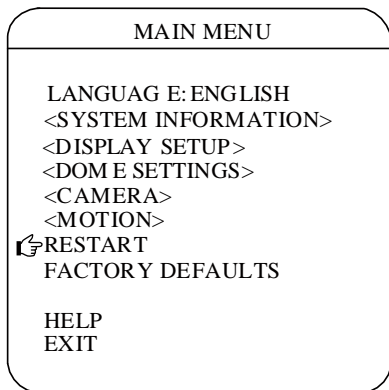 MAIN MENU
LANGUAG E: ENGLISH
<SYSTEM INFORMATION>
<DISPLAY SETUP>
<DOM E SETTINGS>
<CAMERA>
<MOTION>
RESTART
FACTORY DEFAULTS
HELP
EXIT